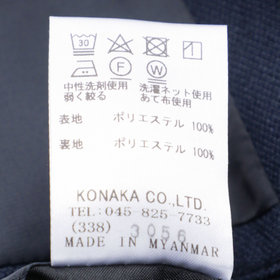 30
F W
中性洗剤使用 洗濯ネット使用
弱く絞る あて布使用
表地 ポリエステル 100%
裏地 ポリエステル 100%
KONAKA CO.,LTD.
TEL: 045-825-7733
(338) 3056
MADE IN MYANMAR